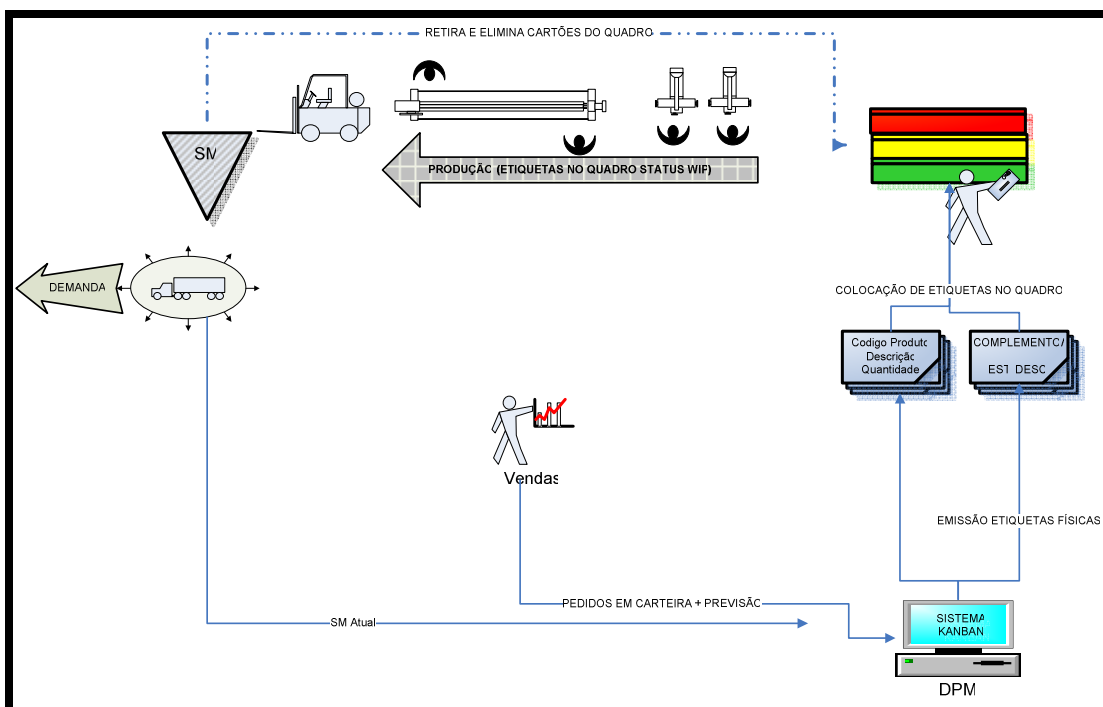 RETIRA E ELIMINA CARTÕES DO QUADRO
SM
PRODUÇÃO (ETIQUETAS NO QUADRO STATUS WIP)
DEMANDA
COLOCAÇÃO DE ETIQUETAS NO QUADRO
Codigo Produto
Descrição
Quantidade
COMPLEMENTO/
EST DESC
Vendas
EMISSÃO ETIQUETAS FÍSICAS
PEDIDOS EM CARTEIRA + PREVISÃO
SM Atual
SISTEMA
KANBAN
DPM